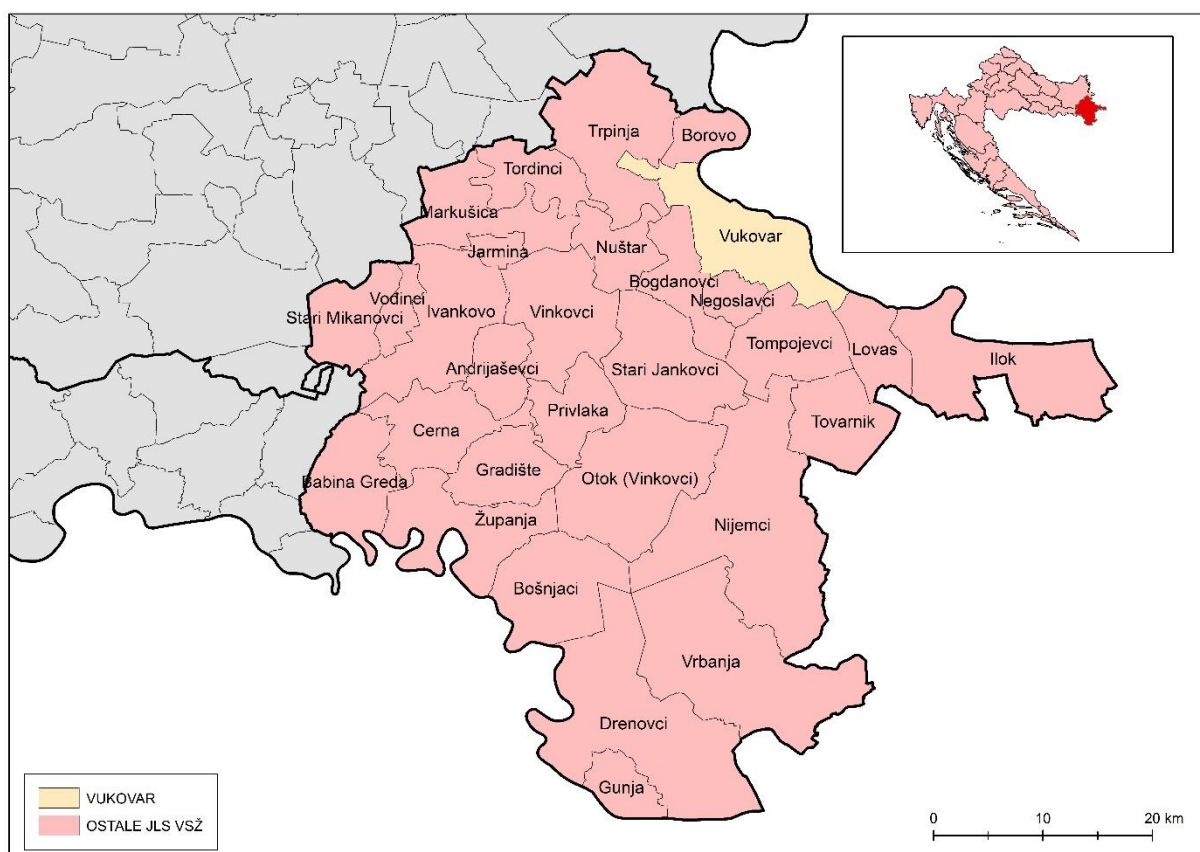 Trpinja
Borovo
Tordinci
Markušica
Vukovar
Nuštar
Jarmina
Bogdanovci
Negoslavci
Vođinci
Ivankovo
Vinkovci
Stari Mikanovci
Tompojevci
Lovas
Ilok
Andrijaševci
Stari Jankovci
Privlaka
Tovarnik
Cerna
Gradište
Babina Greda
Otok (Vinkovci)
Županja
Nijemci
Bošnjaci
Vrbanja
Drenovci
Gunja
VUKOVAR
OSTALE JLS VSŽ
0 10 20 km